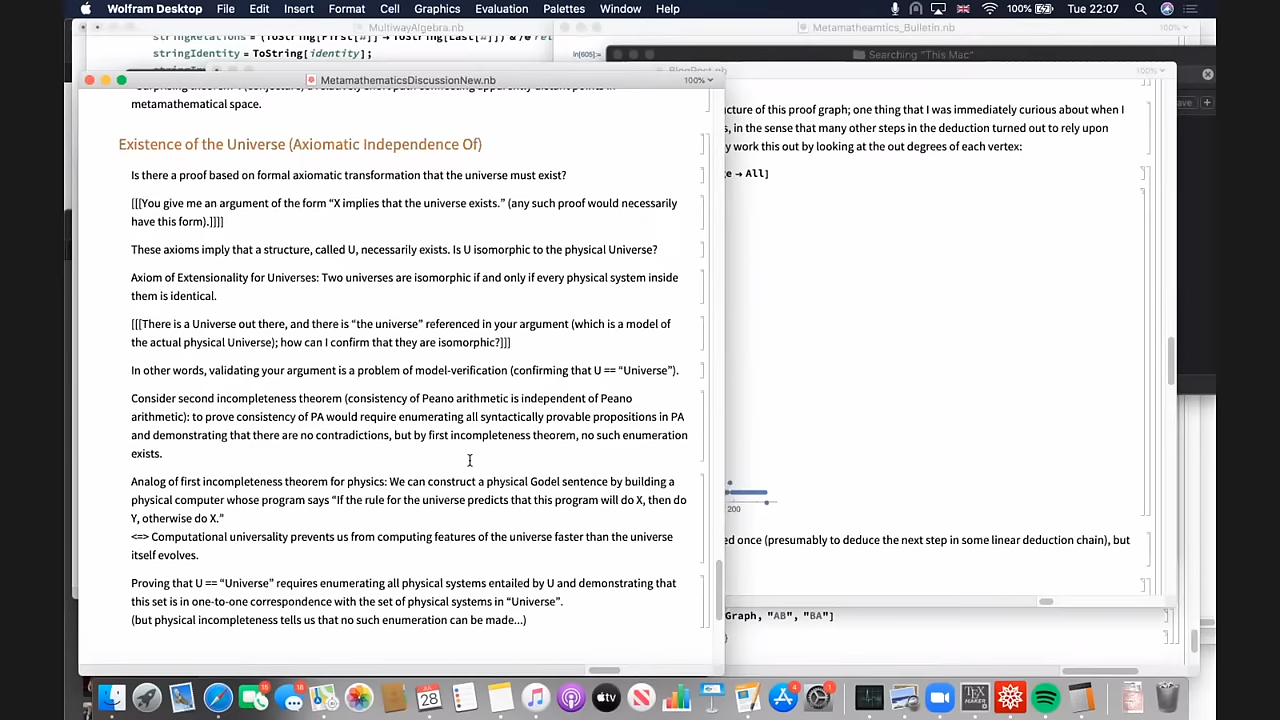 Wolfram Desktop File Edit Insert Format Cell Graphics Evaluation Palettes Window Help 100% Tue 22:07
MultiwayAlgebra.nb
Metamatheamtics_Bulletin.nb 100%
stringIdentity = ToString[identity];
In[605]:=
Searching "This Mac"
MetamathematicsDiscussionNew.nb 100%
100%
metamathematical space.
Existence of the Universe (Axiomatic Independence Of)
Is there a proof based on formal axiomatic transformation that the universe must exist?
[[[You give me an argument of the form “X implies that the universe exists.” (any such proof would necessarily
have this form).]]]]
These axioms imply that a structure, called U, necessarily exists. Is U isomorphic to the physical Universe?
Axiom of Extensionality for Universes: Two universes are isomorphic if and only if every physical system inside
them is identical.
[[[There is a Universe out there, and there is “the universe” referenced in your argument (which is a model of
the actual physical Universe); how can I confirm that they are isomorphic?]]]
In other words, validating your argument is a problem of model-verification (confirming that U == “Universe”).
Consider second incompleteness theorem (consistency of Peano arithmetic is independent of Peano
arithmetic): to prove consistency of PA would require enumerating all syntactically provable propositions in PA
and demonstrating that there are no contradictions, but by first incompleteness theorem, no such enumeration
exists.
Analog of first incompleteness theorem for physics: We can construct a physical Godel sentence by building a
physical computer whose program says “If the rule for the universe predicts that this program will do X, then do
Y, otherwise do X.”
<=> Computational universality prevents us from computing features of the universe faster than the universe
itself evolves.
Proving that U == “Universe” requires enumerating all physical systems entailed by U and demonstrating that
this set is in one-to-one correspondence with the set of physical systems in “Universe”.
(but physical incompleteness tells us that no such enumeration can be made...)
cture of this proof graph; one thing that I was immediately curious about when I
s, in the sense that many other steps in the deduction turned out to rely upon
y work this out by looking at the out degrees of each vertex:
→ All]
200
ed once (presumably to deduce the next step in some linear deduction chain), but
Graph, "AB", "BA"]
28
tv
TEX